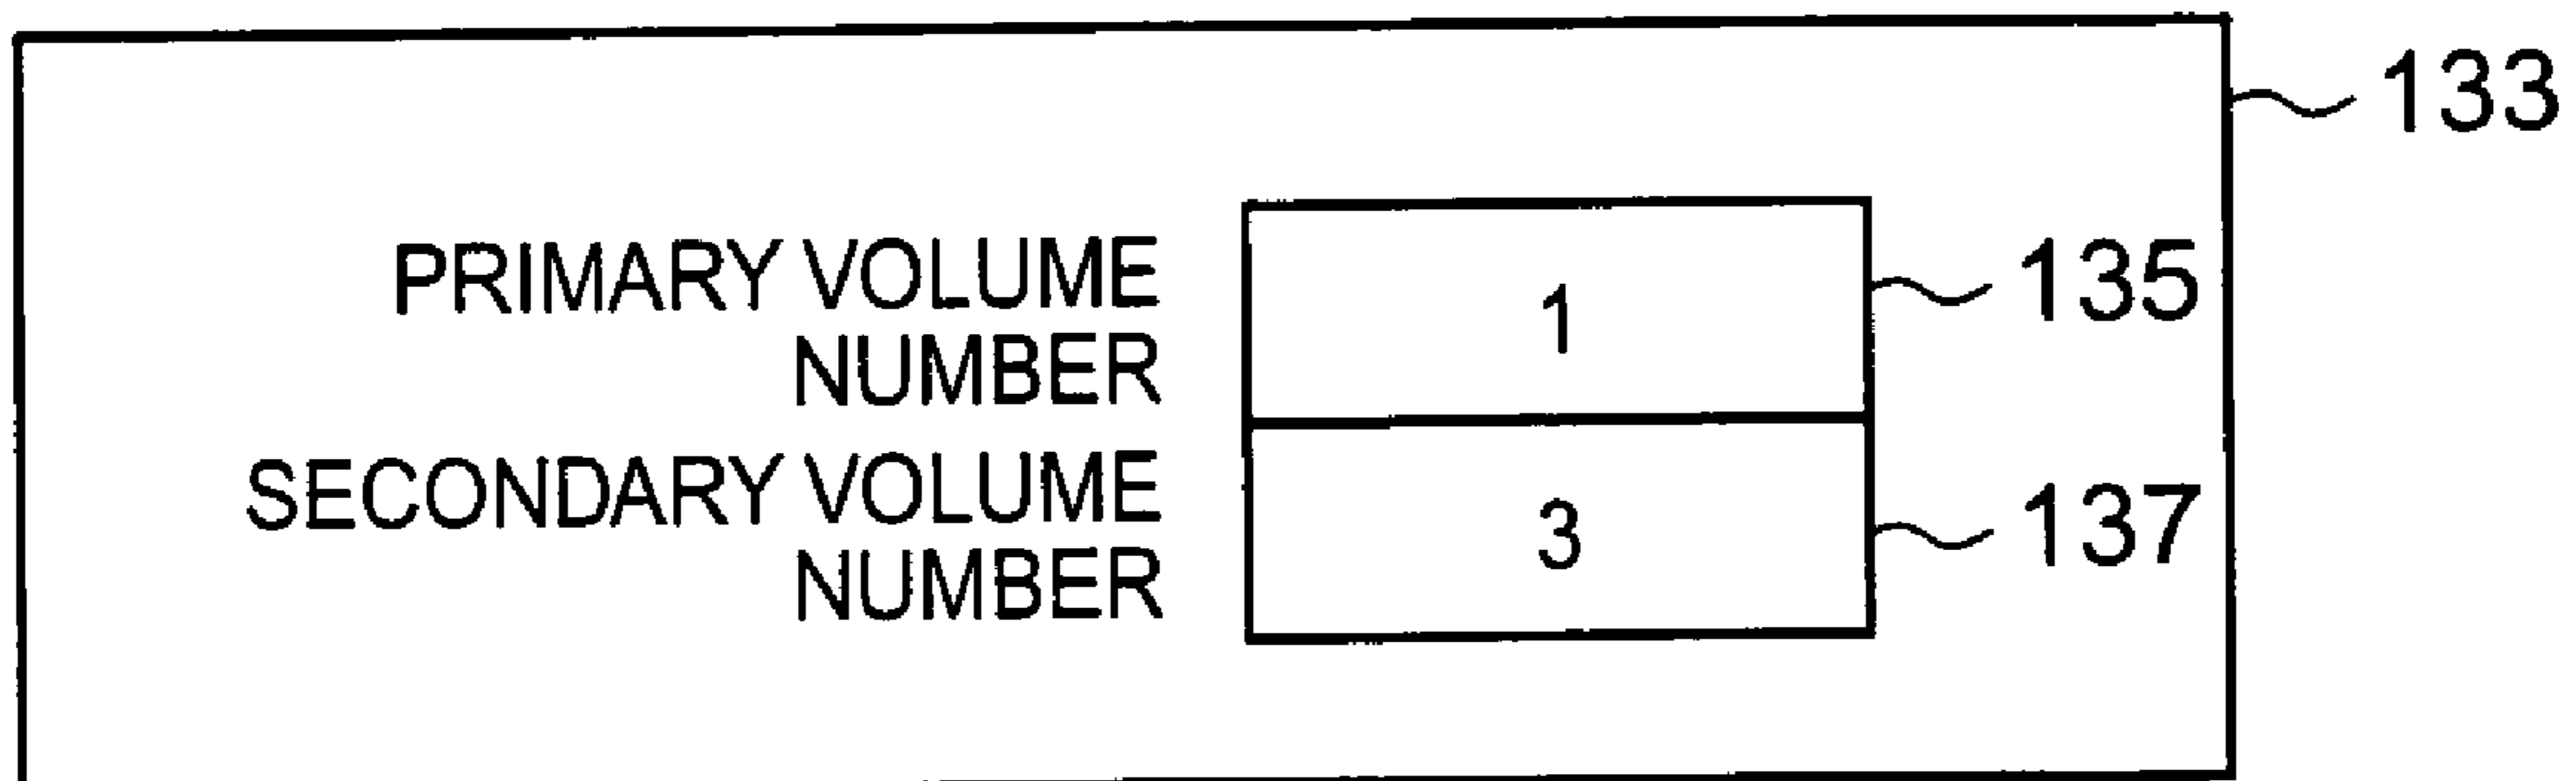 133
PRIMARY VOLUME
NUMBER
1
135
SECONDARY VOLUME
NUMBER
3
137